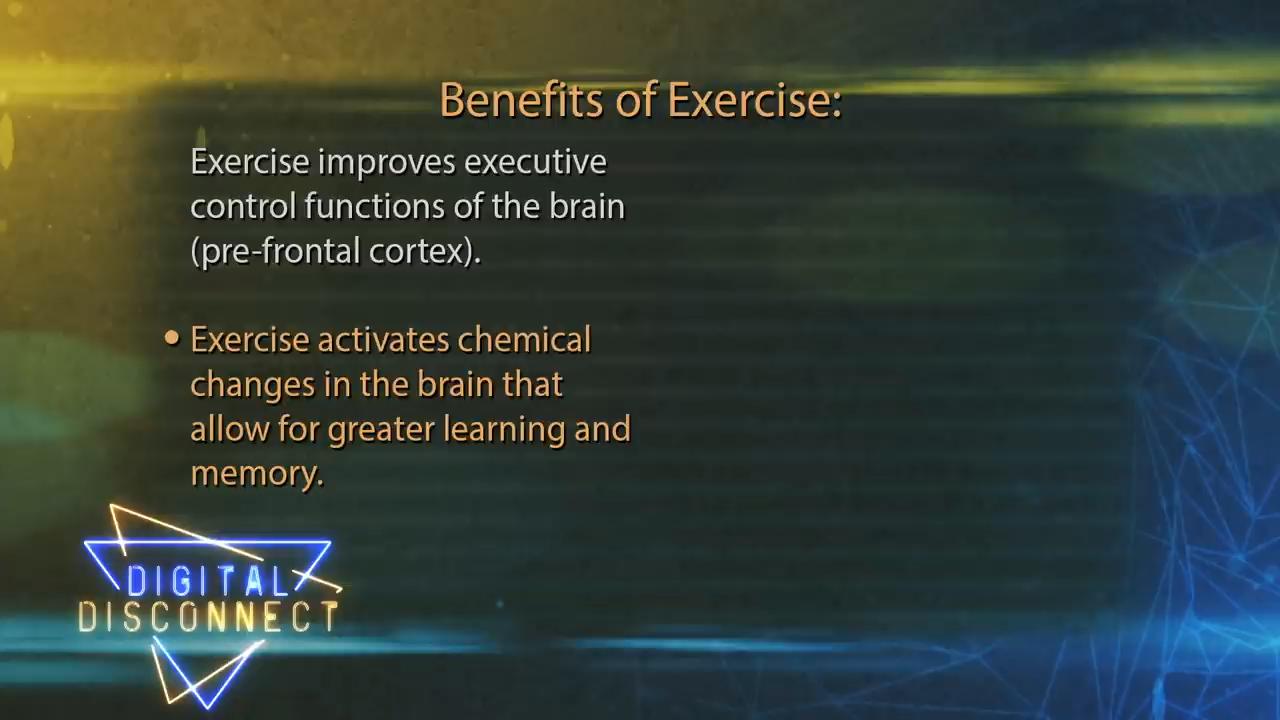 Benefits of Exercise:
Exercise improves executive
control functions of the brain
(pre-frontal cortex).
• Exercise activates chemical
changes in the brain that
allow for greater learning and
memory.
DIGITAL
DISCONNECT